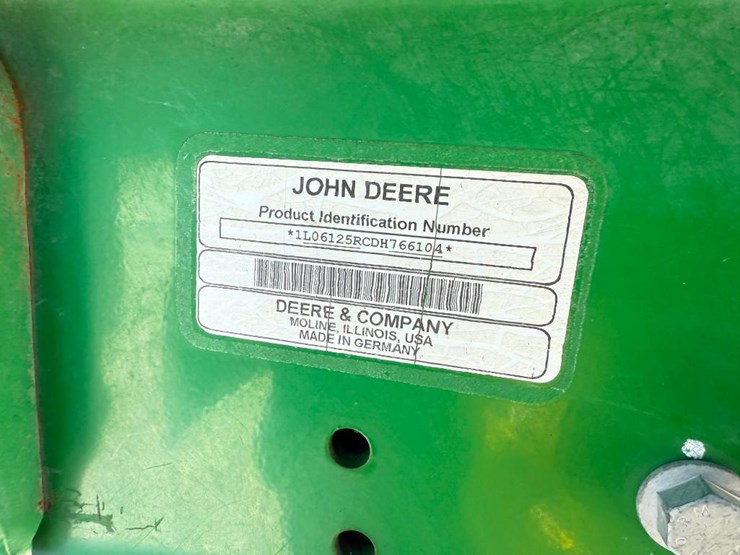 JOHN DEERE
Product Identification Number
*1L06125RCDH766104*
DEERE & COMPANY
MOLINE, ILLINOIS, USA
MADE IN GERMANY